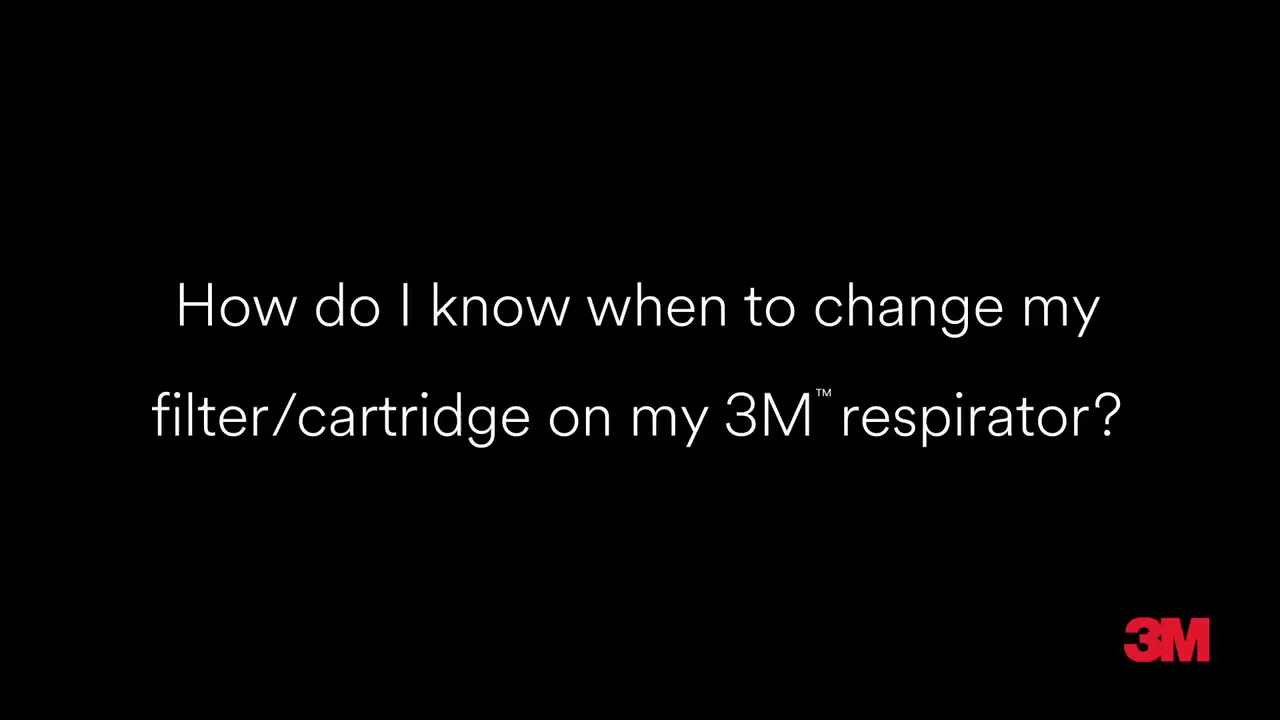 How do I know when to change my
filter/cartridge on my 3M™ respirator?
3M